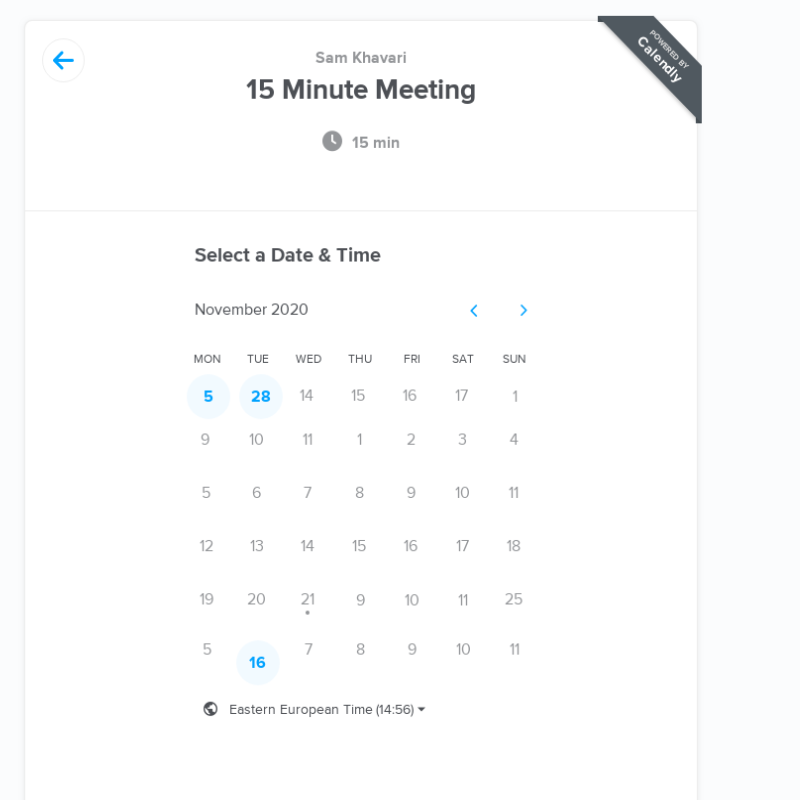 POWERED BY
Calendly
Sam Khavari
15 Minute Meeting
15 min
Select a Date & Time
November 2020
MON TUE WED THU FRI SAT SUN
5 28 14 15 16 17 1
9 10 11 1 2 3 4
5 6 7 8 9 10 11
12 13 14 15 16 17 18
19 20 21 9 10 11 25
5 16 7 8 9 10 11
Eastern European Time (14:56)